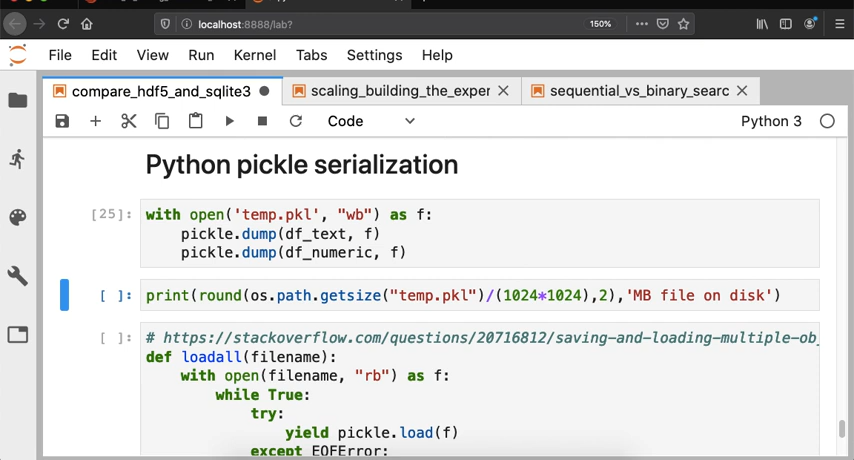 localhost:8888/lab?
150%
File Edit View Run Kernel Tabs Settings Help
compare_hdf5_and_sqlite3
scaling_building_the_exper
sequential_vs_binary_searc
Code
Python 3
Python pickle serialization
[25]:
with open('temp.pkl', "wb") as f:
    pickle.dump(df_text, f)
    pickle.dump(df_numeric, f)
[ ]:
print(round(os.path.getsize("temp.pkl")/(1024*1024),2),'MB file on disk')
[ ]:
# https://stackoverflow.com/questions/20716812/saving-and-loading-multiple-ob
def loadall(filename):
    with open(filename, "rb") as f:
        while True:
            try:
                yield pickle.load(f)
            except EOFError: